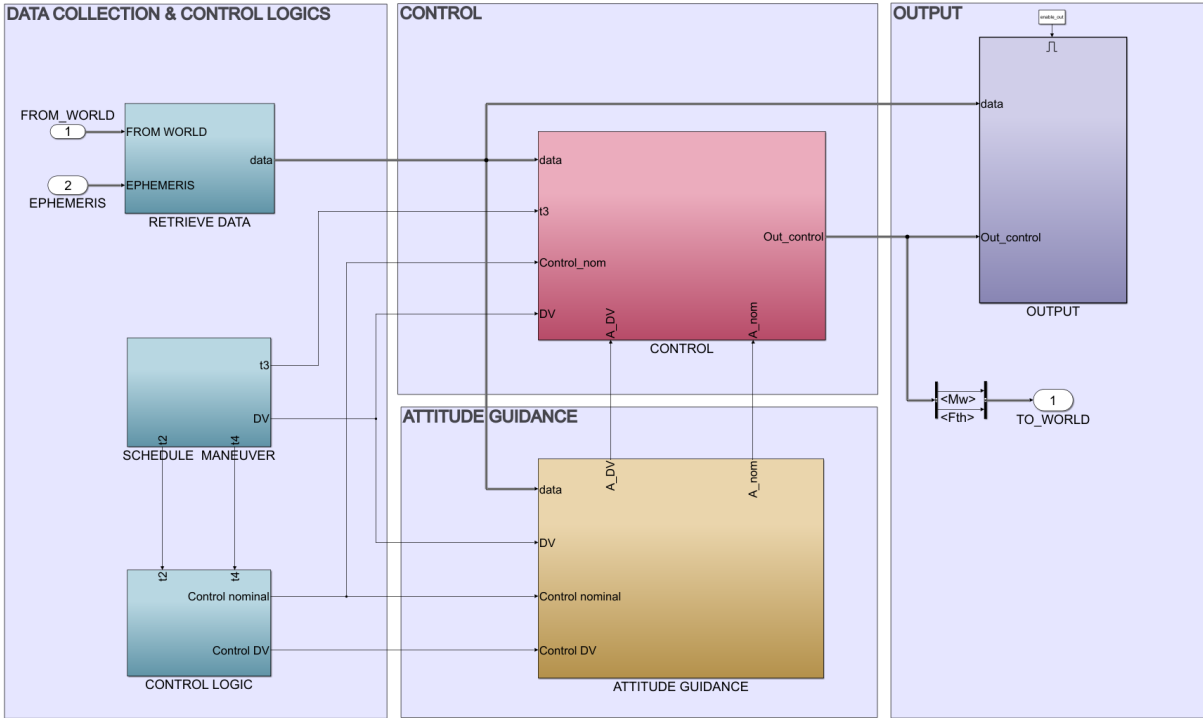 DATA COLLECTION & CONTROL LOGICS
FROM_WORLD
1
FROM WORLD
data
2
EPHEMERIS
EPHEMERIS
RETRIEVE DATA
t3
DV
t2
t4
SCHEDULE MANEUVER
t2
t4
Control nominal
Control DV
CONTROL LOGIC
CONTROL
data
t3
Control_nom
DV
Out_control
A_DV
A_nom
CONTROL
ATTITUDE GUIDANCE
A_DV
A_nom
data
DV
Control nominal
Control DV
ATTITUDE GUIDANCE
OUTPUT
enable_out
data
Out_control
OUTPUT
<Mw>
<Fth>
1
TO_WORLD